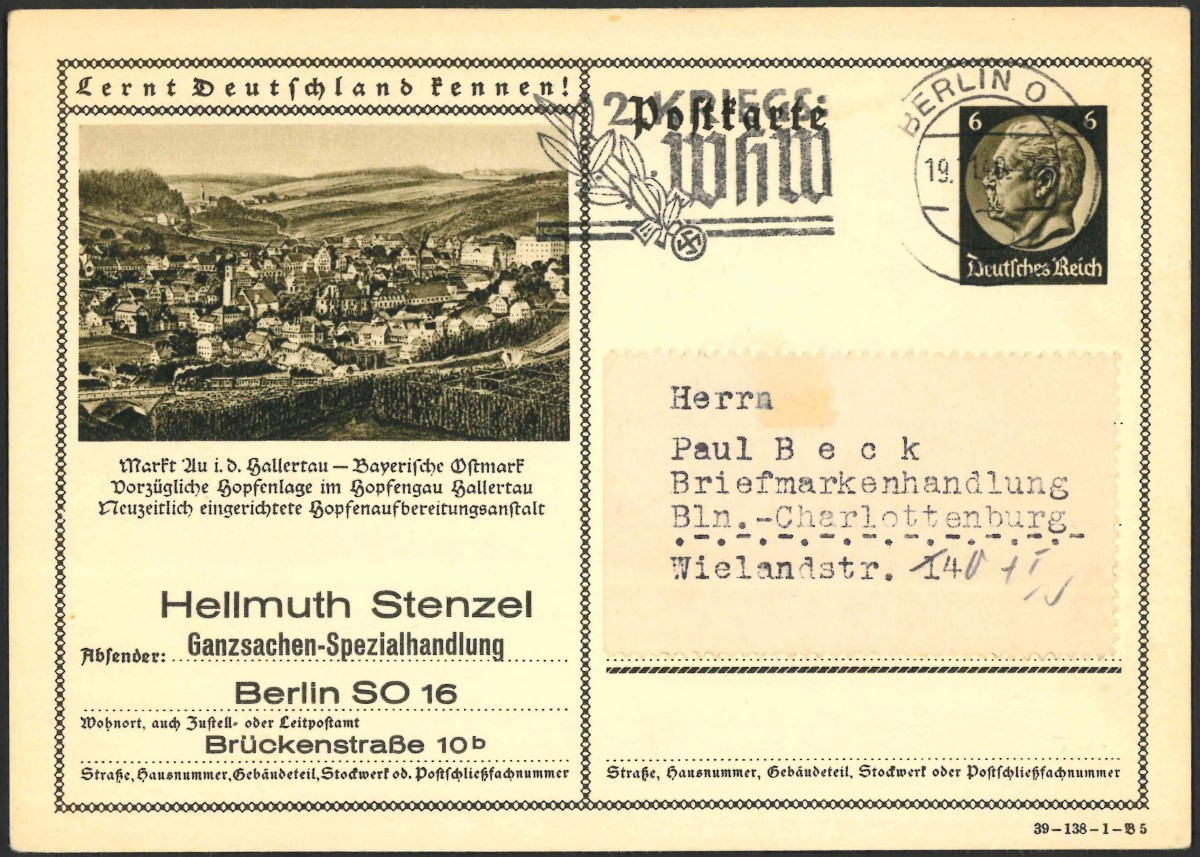 Lernt Deutschland kennen!
Postkarte
2. KRIEGS-
WHW
BERLIN O
6 6
Deutsches Reich
Markt Au i. d. Hallertau – Bayerische Ostmark
Vorzügliche Hopfenlage im Hopfengau Hallertau
Neuzeitlich eingerichtete Hopfenaufbereitungsanstalt
Hellmuth Stenzel
Ganzsachen-Spezialhandlung
Absender:
Berlin SO 16
Wohnort, auch Zustell- oder Leitpostamt
Brückenstraße 10b
Straße, Hausnummer, Gebäudeteil, Stockwerk od. Postschließfachnummer
Herrn
Paul B e c k
Briefmarkenhandlung
Bln.-Charlottenburg
Wielandstr. 14
Straße, Hausnummer, Gebäudeteil, Stockwerk oder Postschließfachnummer
39–138–1–B 5